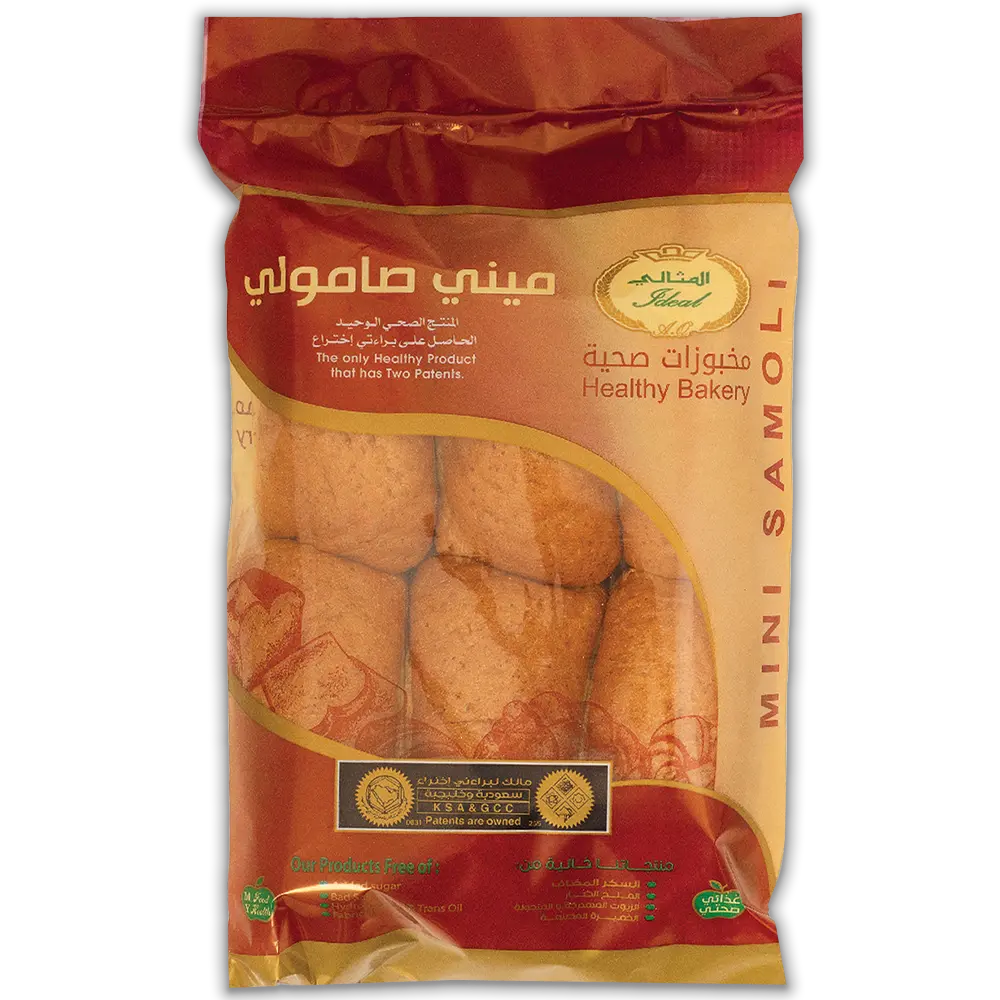 ميني صامولي
المنتج الصحي الوحيد
الحاصل على براءتي إختراع
The only Healthy Product
that has Two Patents.
المثالي
Ideal
A.Q.
مخبوزات صحية
Healthy Bakery
MINI SAMOLI
مالك لبراءتي إختراع
سعودية وخليجية
KSA & GCC
Patents are owned
Our Products Free of:
sugar
Trans Oil
منتجاتنا خالية من:
السكر المضاف
غذائي
صحتي